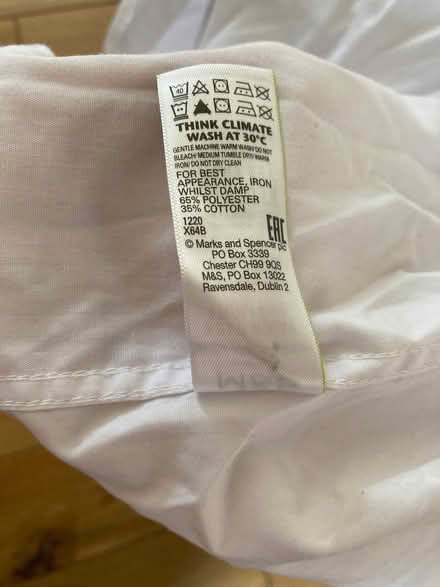 40
THINK CLIMATE
WASH AT 30°C
GENTLE MACHINE WARM WASH/ DO NOT
BLEACH/ MEDIUM TUMBLE DRY/ WARM
IRON/ DO NOT DRY CLEAN
FOR BEST
APPEARANCE, IRON
WHILST DAMP
65% POLYESTER
35% COTTON
1220
X64B
EAC
© Marks and Spencer plc
PO Box 3339
Chester CH99 9QS
M&S, PO Box 13022
Ravensdale, Dublin 2